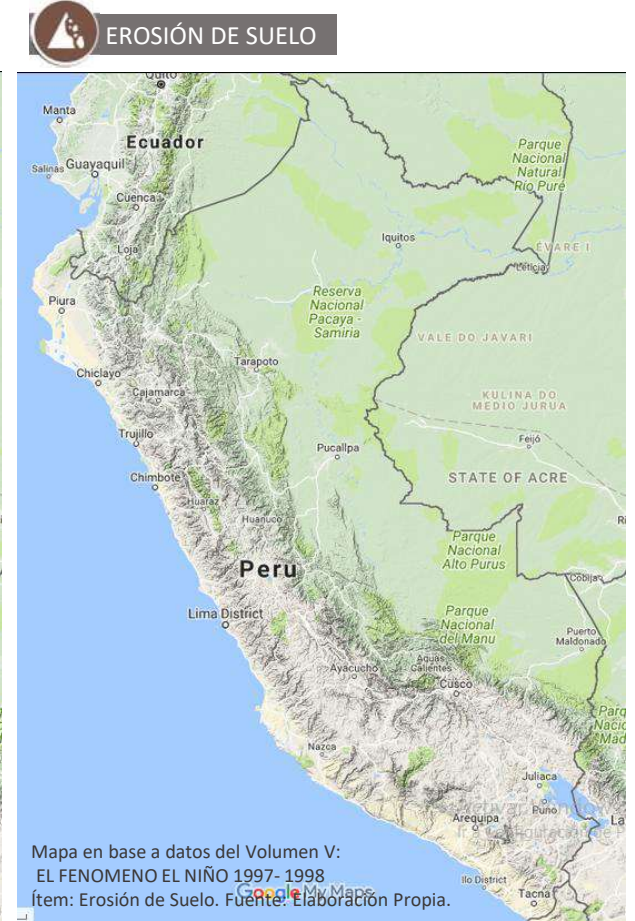 EROSIÓN DE SUELO
Quito
Manta
Ecuador
Parque
Nacional
Natural
Río Puré
Salinas
Guayaquil
Cuenca
Iquitos
ÉVARE I
Loja
Leticia
Piura
Reserva
Nacional
Pacaya -
Samiria
VALE DO JAVARI
Tarapoto
Chiclayo
Cajamarca
KULINA DO
MEDIO JURUA
Trujillo
Feijó
Pucallpa
Chimbote
STATE OF ACRE
Huaraz
Huanuco
Parque
Nacional
Alto Purus
Peru
Cobija
Lima District
Parque
Nacional
del Manu
Puerto
Maldonado
Aguas
Calientes
Ayacucho
Cusco
Nazca
Juliaca
Puno
La
Arequipa
Mapa en base a datos del Volumen V:
EL FENOMENO EL NIÑO 1997- 1998
Ítem: Erosión de Suelo. Fuente: Elaboración Propia.
Google My Maps
Ilo District
Tacna